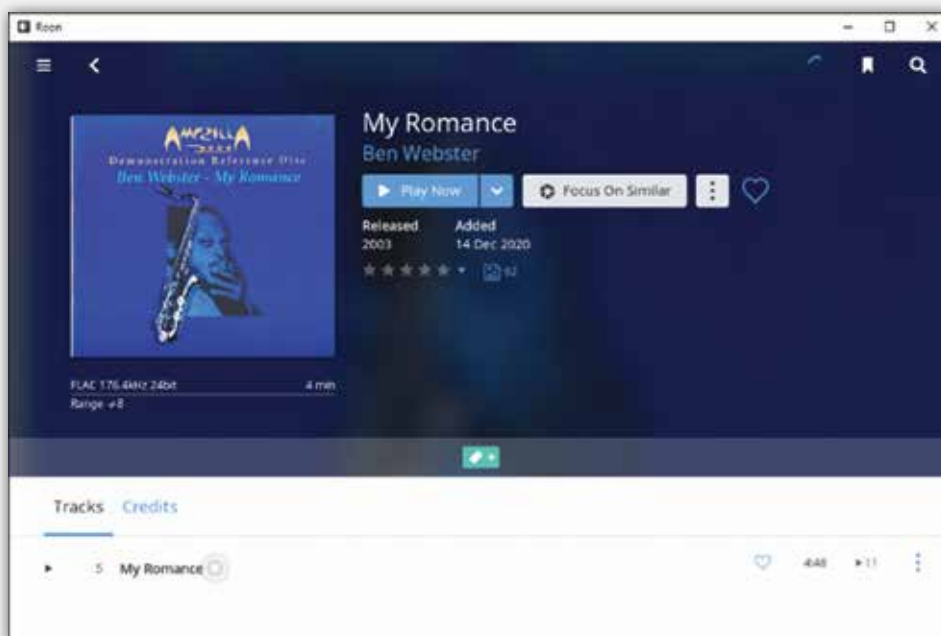 Roon
AMPZILLA
Demonstration Reference Disc
Ben Webster - My Romance
My Romance
Ben Webster
Play Now
Focus On Similar
Released Added
2003 14 Dec 2020
FLAC 176.4kHz 24bit 4 min
Tracks Credits
5 My Romance 4:48 11